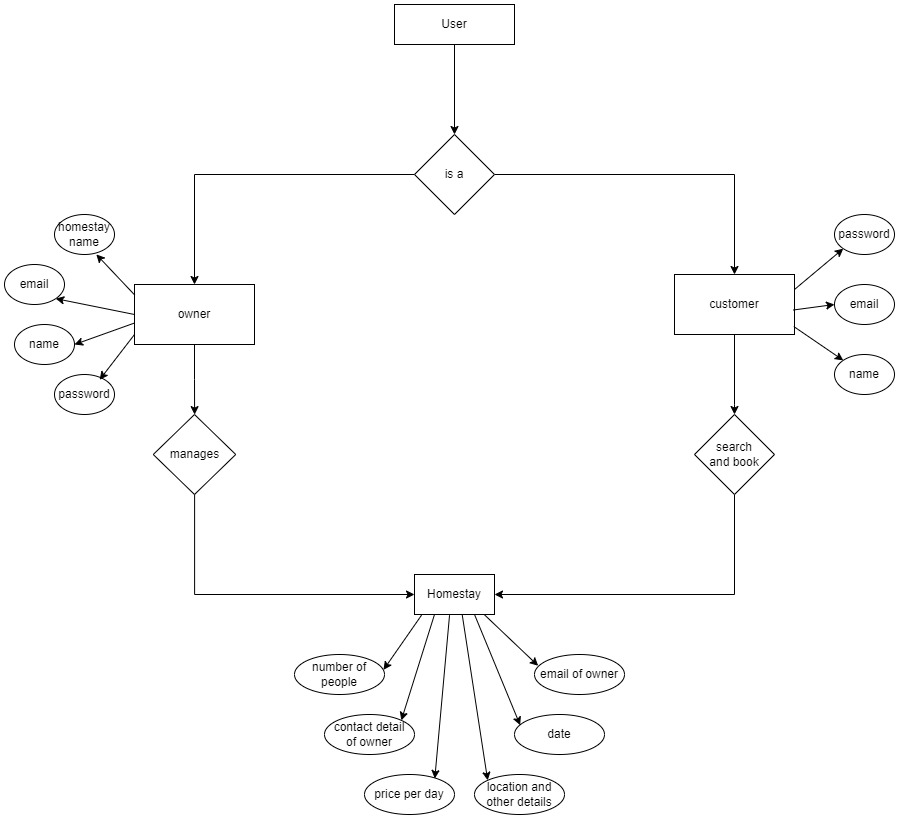 User
is a
homestay
name
email
name
password
owner
customer
password
email
name
manages
search
and book
Homestay
number of
people
contact detail
of owner
price per day
location and
other details
date
email of owner